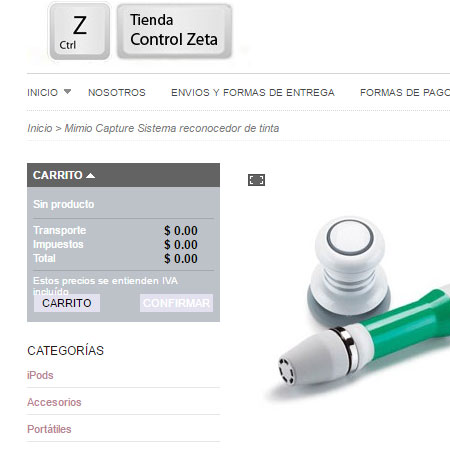 Z
Ctrl
Tienda
Control Zeta
INICIO NOSOTROS ENVIOS Y FORMAS DE ENTREGA FORMAS DE PAGO
Inicio > Mimio Capture Sistema reconocedor de tinta
CARRITO
Sin producto
Transporte $ 0.00
Impuestos $ 0.00
Total $ 0.00
Estos precios se entienden IVA
incluído
CARRITO CONFIRMAR
CATEGORÍAS
iPods
Accesorios
Portátiles